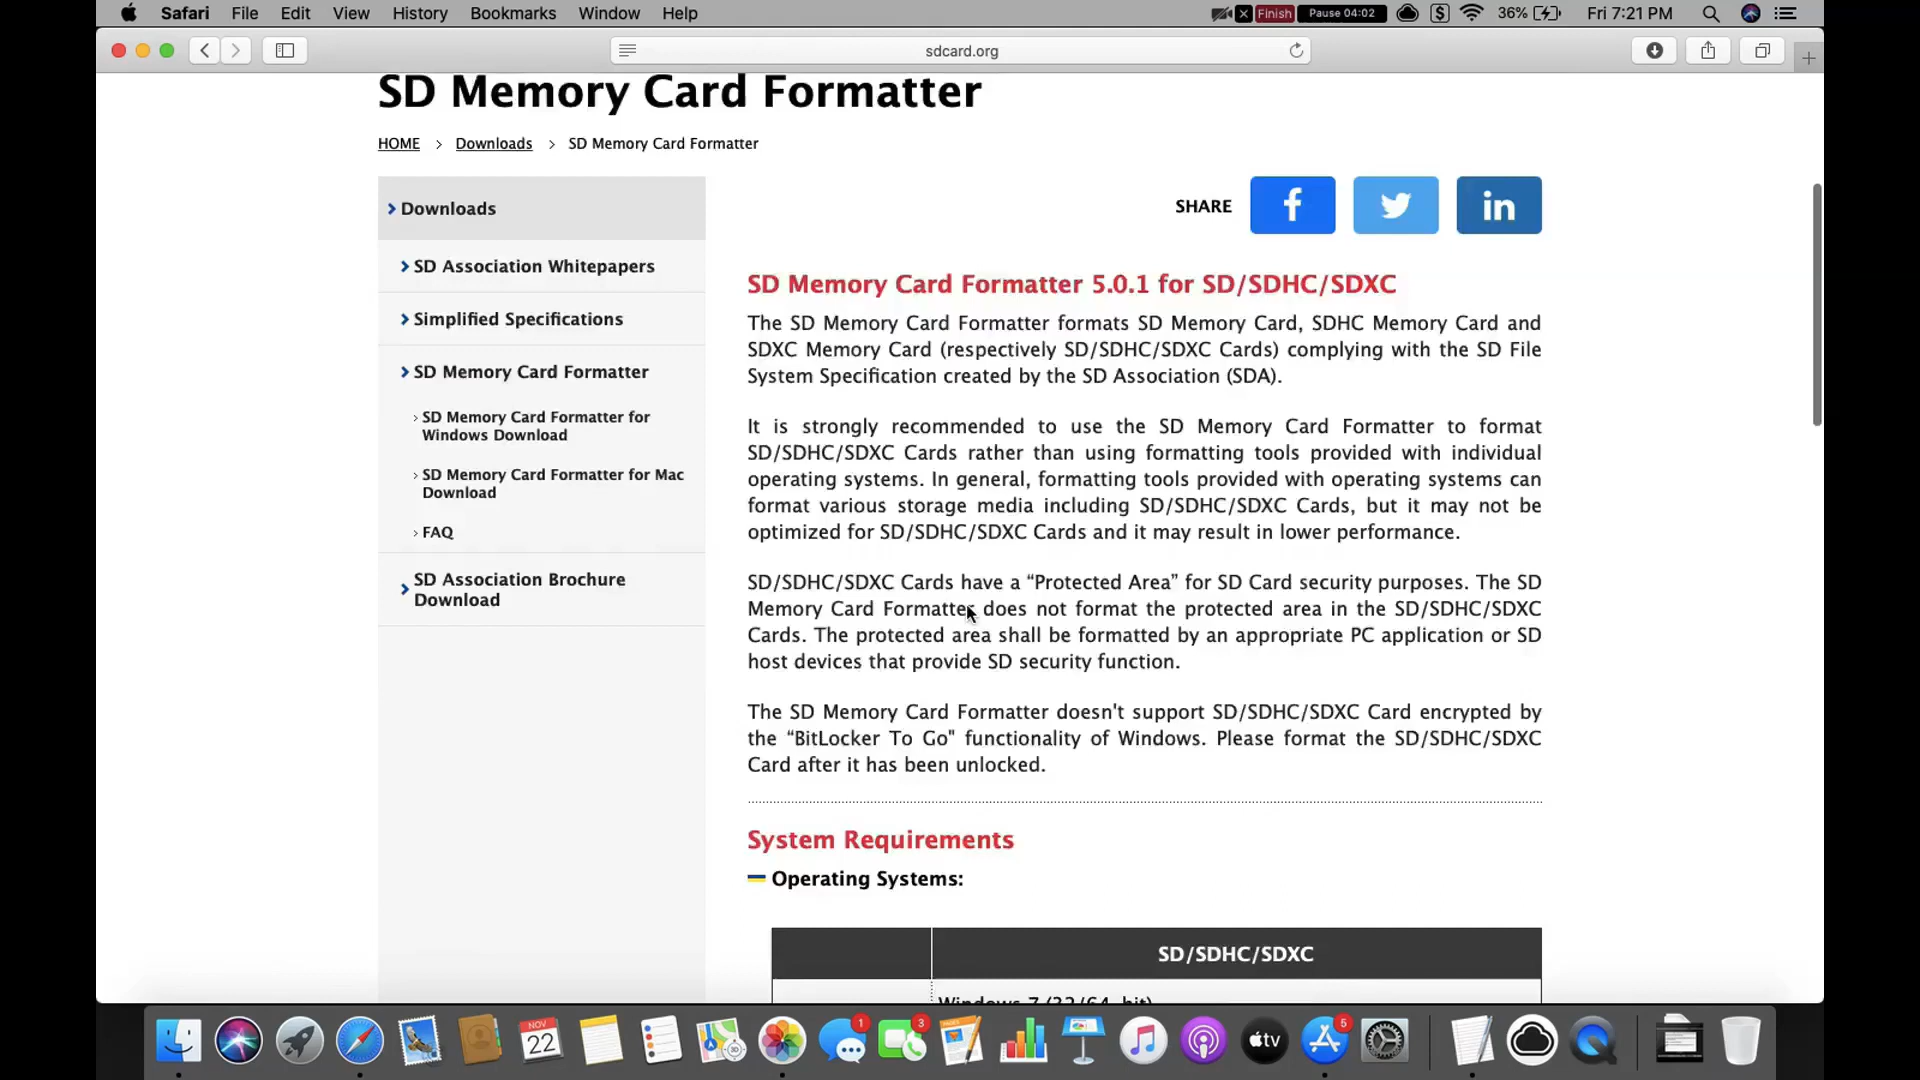 Safari File Edit View History Bookmarks Window Help
Finish Pause 04:02 36% Fri 7:21 PM
sdcard.org
SD Memory Card Formatter
HOME > Downloads > SD Memory Card Formatter
Downloads
SD Association Whitepapers
Simplified Specifications
SD Memory Card Formatter
SD Memory Card Formatter for
Windows Download
SD Memory Card Formatter for Mac
Download
FAQ
SD Association Brochure
Download
SHARE
f
in
SD Memory Card Formatter 5.0.1 for SD/SDHC/SDXC
The SD Memory Card Formatter formats SD Memory Card, SDHC Memory Card and
SDXC Memory Card (respectively SD/SDHC/SDXC Cards) complying with the SD File
System Specification created by the SD Association (SDA).
It is strongly recommended to use the SD Memory Card Formatter to format
SD/SDHC/SDXC Cards rather than using formatting tools provided with individual
operating systems. In general, formatting tools provided with operating systems can
format various storage media including SD/SDHC/SDXC Cards, but it may not be
optimized for SD/SDHC/SDXC Cards and it may result in lower performance.
SD/SDHC/SDXC Cards have a “Protected Area” for SD Card security purposes. The SD
Memory Card Formatter does not format the protected area in the SD/SDHC/SDXC
Cards. The protected area shall be formatted by an appropriate PC application or SD
host devices that provide SD security function.
The SD Memory Card Formatter doesn't support SD/SDHC/SDXC Card encrypted by
the “BitLocker To Go" functionality of Windows. Please format the SD/SDHC/SDXC
Card after it has been unlocked.
System Requirements
Operating Systems:
SD/SDHC/SDXC
Windows 7 (32/64-bit)
NOV
22
1
3
tv
5